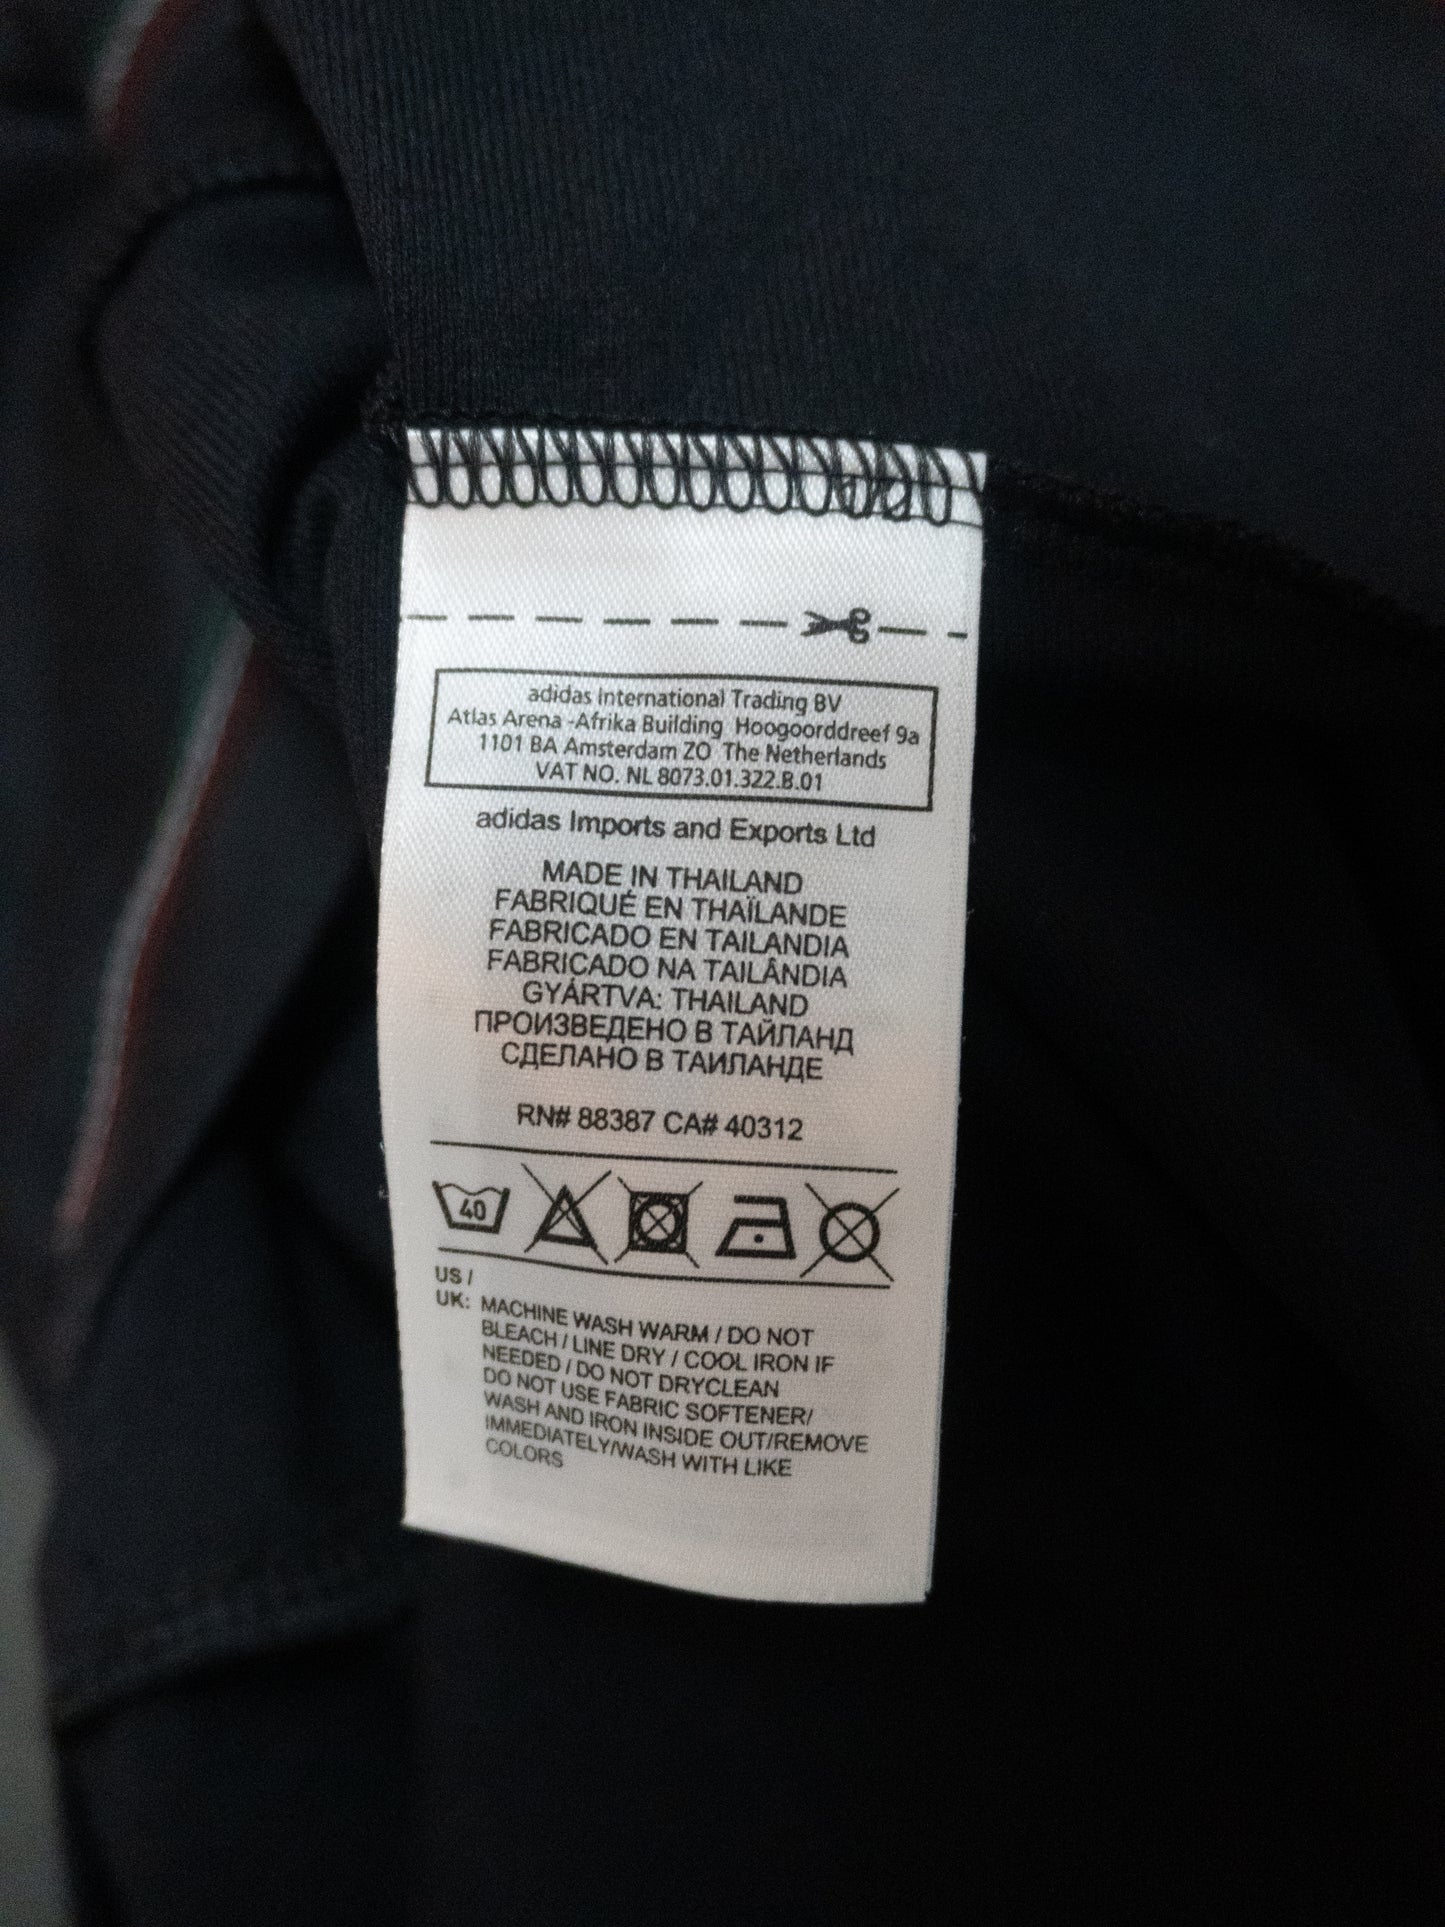 adidas International Trading BV
Atlas Arena -Afrika Building Hoogoorddreef 9a
1101 BA Amsterdam ZO The Netherlands
VAT NO. NL 8073.01.322.B.01
adidas Imports and Exports Ltd
MADE IN THAILAND
FABRIQUÉ EN THAÏLANDE
FABRICADO EN TAILANDIA
FABRICADO NA TAILÂNDIA
GYÁRTVA: THAILAND
ПРОИЗВЕДЕНО В ТАЙЛАНД
СДЕЛАНО В ТАИЛАНДЕ
RN# 88387 CA# 40312
40
US /
UK: MACHINE WASH WARM / DO NOT
BLEACH / LINE DRY / COOL IRON IF
NEEDED / DO NOT DRYCLEAN
DO NOT USE FABRIC SOFTENER/
WASH AND IRON INSIDE OUT/REMOVE
IMMEDIATELY/WASH WITH LIKE
COLORS